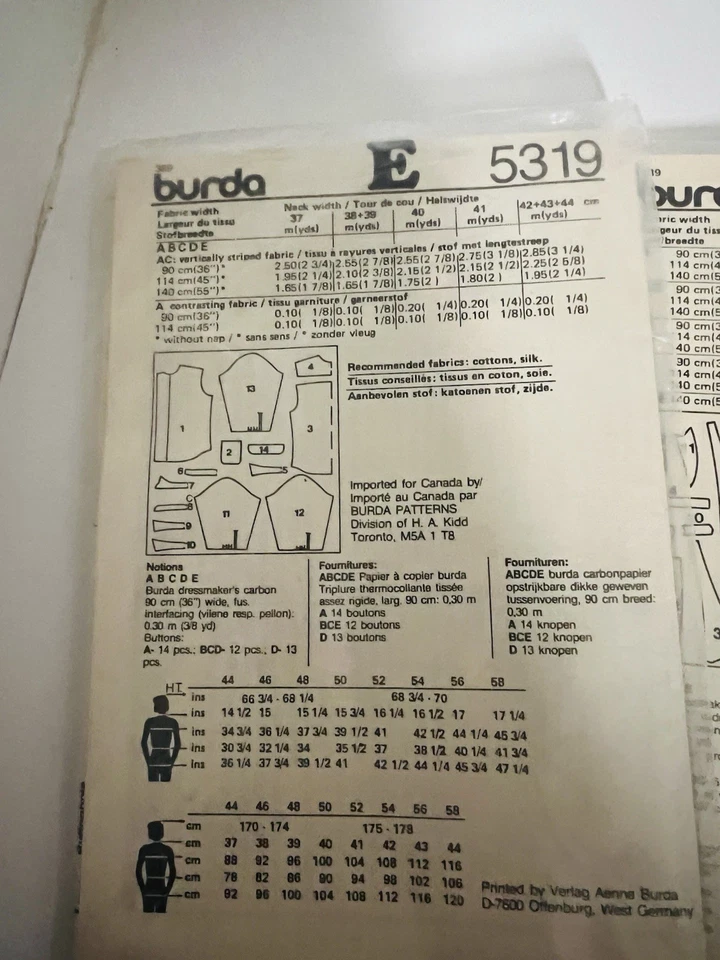 burda E 5319
Fabric width Neck width / Tour de cou / Halswijdte
Largeur du tissu 37 38+39 40 41 42+43+44 cm
Stofbreedte m(yds) m(yds) m(yds) m(yds) m(yds)
A B C D E
AC: vertically striped fabric / tissu à rayures verticales / stof met lengtestreep
90 cm(36")* 2.50(2 3/4) 2.55(2 7/8) 2.55(2 7/8) 2.75(3 1/8) 2.85(3 1/4)
114 cm(45")* 1.95(2 1/4) 2.10(2 3/8) 2.15(2 1/2) 2.15(2 1/2) 2.25(2 5/8)
140 cm(55")* 1.65(1 7/8) 1.65(1 7/8) 1.75(2 ) 1.80(2 ) 1.95(2 1/4)
A contrasting fabric / tissu garniture / garneerstof
90 cm(36") 0.10( 1/8) 0.10( 1/8) 0.20( 1/4) 0.20( 1/4) 0.20( 1/4)
114 cm(45") 0.10( 1/8) 0.10( 1/8) 0.10( 1/8) 0.10( 1/8) 0.10( 1/8)
* without nap / * sans sens / * zonder vleug
1 13 4 3 2 14 6 5 7 C 8 9 10 11 12
Recommended fabrics: cottons, silk.
Tissus conseillés: tissus en coton, soie.
Aanbevolen stof: katoenen stof, zijde.
Imported for Canada by/
Importé au Canada par
BURDA PATTERNS
Division of H. A. Kidd
Toronto, M5A 1 T8
Notions
A B C D E
Burda dressmaker's carbon
90 cm (36") wide, fus.
interfacing (vilene resp. pellon):
0.30 m (3/8 yd)
Buttons:
A- 14 pcs.; BCD- 12 pcs.; D- 13
pcs.
Fournitures:
ABCDE Papier à copier burda
Triplure thermocollante tissée
assez rigide, larg. 90 cm: 0,30 m
A 14 boutons
BCE 12 boutons
D 13 boutons
Fournituren:
ABCDE burda carbonpapier
opstrijkbare dikke geweven
tussenvoering, 90 cm breed:
0,30 m
A 14 knopen
BCE 12 knopen
D 13 knopen
44 46 48 50 52 54 56 58
HT ins 66 3/4 - 68 1/4 68 3/4 - 70
ins 14 1/2 15 15 1/4 15 3/4 16 1/4 16 1/2 17 17 1/4
ins 34 3/4 36 1/4 37 3/4 39 1/2 41 42 1/2 44 1/4 45 3/4
ins 30 3/4 32 1/4 34 35 1/2 37 38 1/2 40 1/4 41 3/4
ins 36 1/4 37 3/4 39 1/2 41 42 1/2 44 1/4 45 3/4 47 1/4
44 46 48 50 52 54 56 58
cm 170 - 174 175 - 178
cm 37 38 39 40 41 42 43 44
cm 88 92 96 100 104 108 112 116
cm 78 82 86 90 94 98 102 106
cm 92 96 100 104 108 112 116 120
Printed by Verlag Aenne Burda
D-7600 Offenburg, West Germany